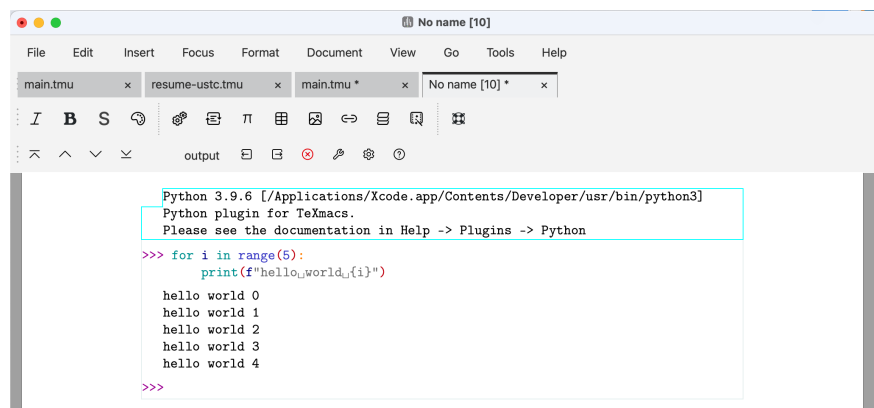 No name [10]
File Edit Insert Focus Format Document View Go Tools Help
main.tmu × resume-ustc.tmu × main.tmu * × No name [10] * ×
I B S π
output
Python 3.9.6 [/Applications/Xcode.app/Contents/Developer/usr/bin/python3]
Python plugin for TeXmacs.
Please see the documentation in Help -> Plugins -> Python
>>> for i in range(5):
print(f"hello␣world␣{i}")
hello world 0
hello world 1
hello world 2
hello world 3
hello world 4
>>>